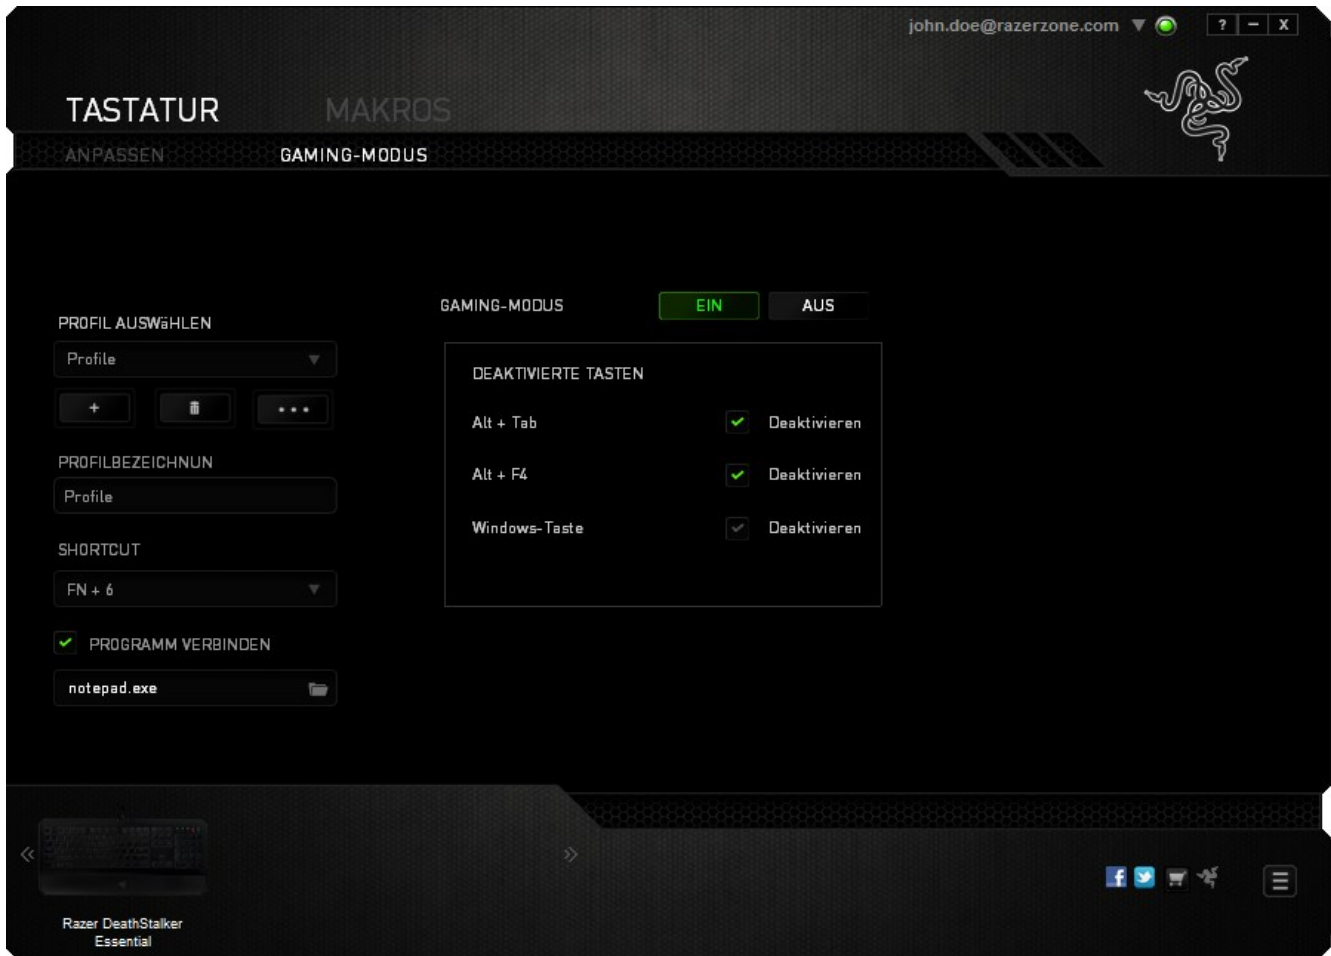 john.doe@razerzone.com
? - X
TASTATUR MAKROS
ANPASSEN GAMING-MODUS
PROFIL AUSWäHLEN
Profile
+
...
PROFILBEZEICHNUN
Profile
SHORTCUT
FN + 6
PROGRAMM VERBINDEN
notepad.exe
GAMING-MODUS EIN AUS
DEAKTIVIERTE TASTEN
Alt + Tab Deaktivieren
Alt + F4 Deaktivieren
Windows-Taste Deaktivieren
Razer DeathStalker
Essential